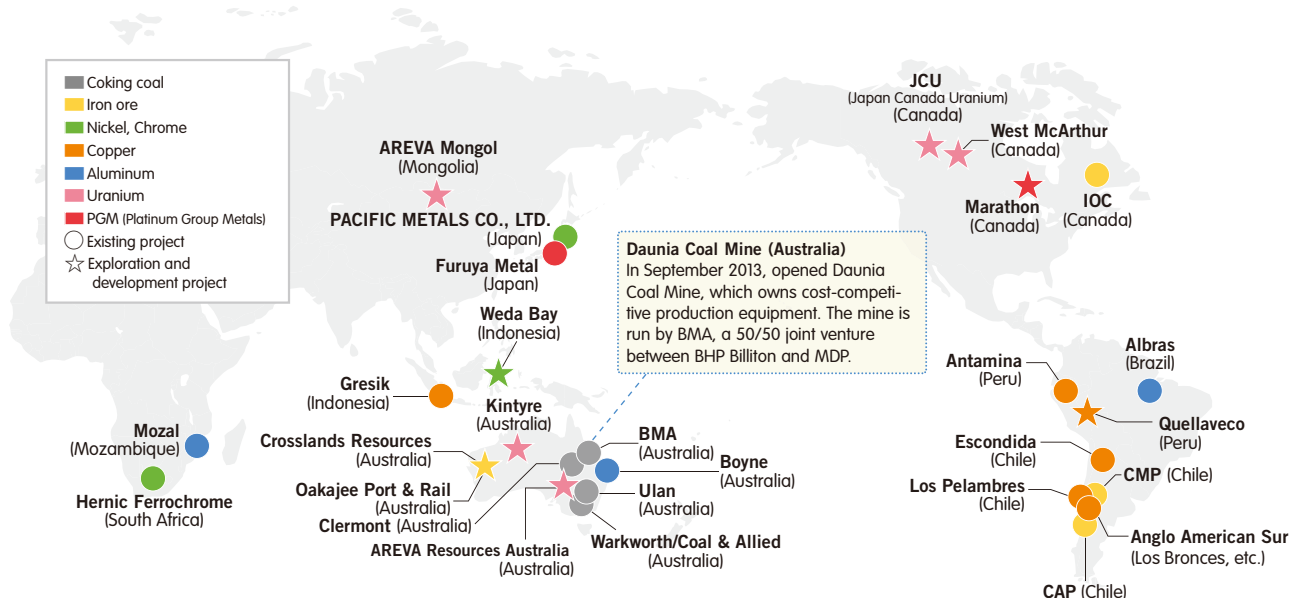 Coking coal
Iron ore
Nickel, Chrome
Copper
Aluminum
Uranium
PGM (Platinum Group Metals)
Existing project
Exploration and
development project
AREVA Mongol
(Mongolia)
PACIFIC METALS CO., LTD.
(Japan)
Furuya Metal
(Japan)
Weda Bay
(Indonesia)
Gresik
(Indonesia)
Kintyre
(Australia)
Mozal
(Mozambique)
Hernic Ferrochrome
(South Africa)
Crosslands Resources
(Australia)
Oakajee Port & Rail
(Australia)
Clermont (Australia)
AREVA Resources Australia
(Australia)
BMA
(Australia)
Boyne
(Australia)
Ulan
(Australia)
Warkworth/Coal & Allied
(Australia)
Daunia Coal Mine (Australia)
In September 2013, opened Daunia
Coal Mine, which owns cost-competi-
tive production equipment. The mine is
run by BMA, a 50/50 joint venture
between BHP Billiton and MDP.
JCU
(Japan Canada Uranium)
(Canada)
West McArthur
(Canada)
Marathon
(Canada)
IOC
(Canada)
Antamina
(Peru)
Albras
(Brazil)
Quellaveco
(Peru)
Escondida
(Chile)
CMP (Chile)
Los Pelambres
(Chile)
Anglo American Sur
(Los Bronces, etc.)
CAP (Chile)